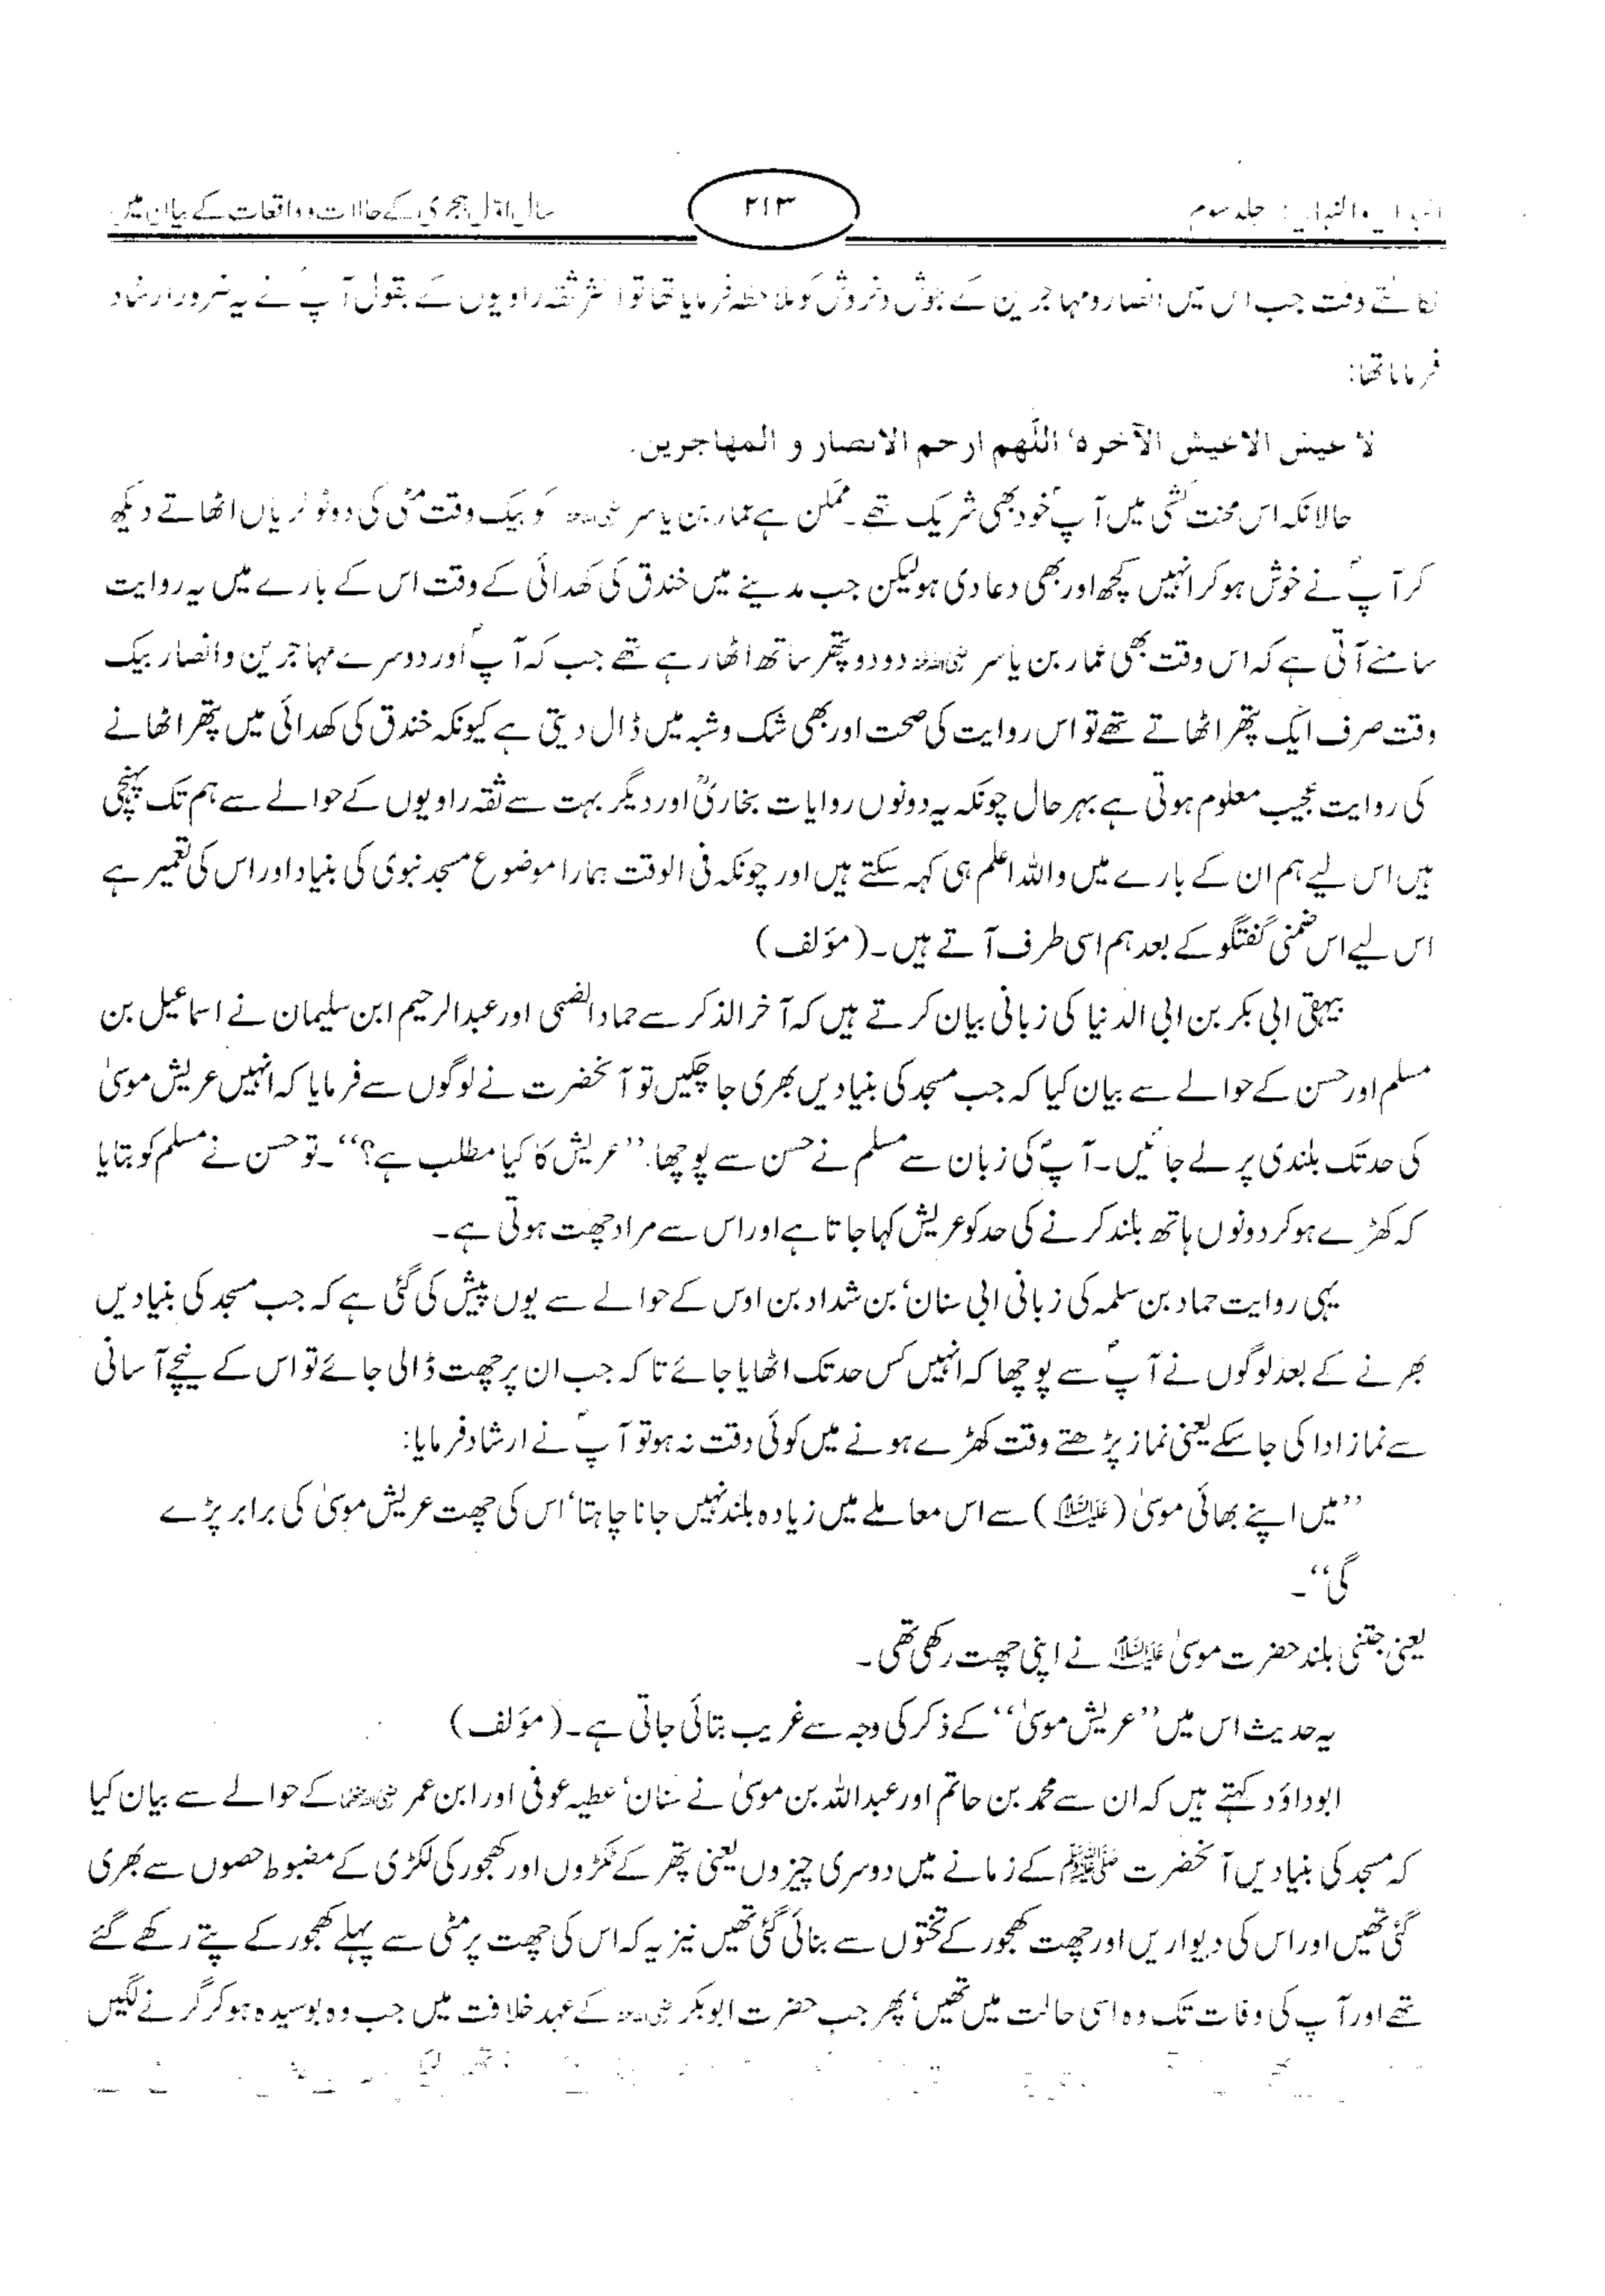 البدایہ والنہایہ: جلد سوم ۲۱۳ سال اوّل ہجری کے حالات و واقعات کے بیان میں
وقت جب اس میں انصار و مہاجرین کے جوش و خروش کو ملاحظہ فرمایا تھا تو اکثر ثقہ راویوں کے بقول آپؐ نے یہ ضرور ارشاد
فرمایا تھا:
لا عيش الا عيش الآخره‘ اللّٰهم ارحم الانصار و المهاجرين.
حالانکہ اس محنت کشی میں آپؐ خود بھی شریک تھے۔ ممکن ہے عمار بن یاسر رضی اللہ عنہ کو بیک وقت مٹی کی دو ٹوکریاں اٹھاتے دیکھ
کر آپؐ نے خوش ہو کر انہیں کچھ اور بھی دعا دی ہو لیکن جب مدینے میں خندق کی کھدائی کے وقت اس کے بارے میں یہ روایت
سامنے آتی ہے کہ اس وقت بھی عمار بن یاسر رضی اللہ عنہ دو دو پتھر ساتھ اٹھا رہے تھے جب کہ آپؐ اور دوسرے مہاجرین و انصار بیک
وقت صرف ایک پتھر اٹھاتے تھے تو اس روایت کی صحت اور بھی شک و شبہ میں ڈال دیتی ہے کیونکہ خندق کی کھدائی میں پتھر اٹھانے
کی روایت عجیب معلوم ہوتی ہے بہر حال چونکہ یہ دونوں روایات بخاریؒ اور دیگر بہت سے ثقہ راویوں کے حوالے سے ہم تک پہنچی
ہیں اس لیے ہم ان کے بارے میں واللہ اعلم ہی کہہ سکتے ہیں اور چونکہ فی الوقت ہمارا موضوع مسجد نبوی کی بنیاد اور اس کی تعمیر ہے
اس لیے اس ضمنی گفتگو کے بعد ہم اسی طرف آتے ہیں۔ (مؤلف)
بیہقی ابی بکر بن ابی الدنیا کی زبانی بیان کرتے ہیں کہ آخر الذکر سے حماد الضبی اور عبدالرحیم ابن سلیمان نے اسماعیل بن
مسلم اور حسن کے حوالے سے بیان کیا کہ جب مسجد کی بنیادیں بھری جا چکیں تو آنحضرت نے لوگوں سے فرمایا کہ انہیں عریش موسیٰ
کی حد تک بلندی پر لے جائیں۔ آپؐ کی زبان سے مسلم نے حسن سے پوچھا. ’’عریش کا کیا مطلب ہے؟‘‘۔ تو حسن نے مسلم کو بتایا
کہ کھڑے ہو کر دونوں ہاتھ بلند کرنے کی حد کو عریش کہا جاتا ہے اور اس سے مراد چھت ہوتی ہے۔
یہی روایت حماد بن سلمہ کی زبانی ابی سنان‘ بن شداد بن اوس کے حوالے سے یوں پیش کی گئی ہے کہ جب مسجد کی بنیادیں
بھرنے کے بعد لوگوں نے آپؐ سے پوچھا کہ انہیں کس حد تک اٹھایا جائے تا کہ جب ان پر چھت ڈالی جائے تو اس کے نیچے آسانی
سے نماز ادا کی جا سکے یعنی نماز پڑھتے وقت کھڑے ہونے میں کوئی دقت نہ ہو تو آپؐ نے ارشاد فرمایا:
’’میں اپنے بھائی موسیٰ (علیہ السلام) سے اس معاملے میں زیادہ بلند نہیں جانا چاہتا‘ اس کی چھت عریش موسیٰ کی برابر پڑے
گی‘‘۔
یعنی جتنی بلند حضرت موسیٰ علیہ السلام نے اپنی چھت رکھی تھی۔
یہ حدیث اس میں ’’عریش موسیٰ‘‘ کے ذکر کی وجہ سے غریب بتائی جاتی ہے۔ (مؤلف)
ابوداؤد کہتے ہیں کہ ان سے محمد بن حاتم اور عبداللہ بن موسیٰ نے سنان‘ عطیہ عوفی اور ابن عمر رضی اللہ عنہما کے حوالے سے بیان کیا
کہ مسجد کی بنیادیں آنحضرت صلی اللہ علیہ وسلم کے زمانے میں دوسری چیزوں یعنی پتھر کے ٹکڑوں اور کھجور کی لکڑی کے مضبوط حصوں سے بھری
گئی تھیں اور اس کی دیواریں اور چھت کھجور کے تختوں سے بنائی گئی تھیں نیز یہ کہ اس کی چھت پر مٹی سے پہلے کھجور کے پتے رکھے گئے
تھے اور آپ کی وفات تک وہ اسی حالت میں تھیں‘ پھر جب حضرت ابوبکر رضی اللہ عنہ کے عہد خلافت میں جب وہ بوسیدہ ہو کر گرنے لگیں